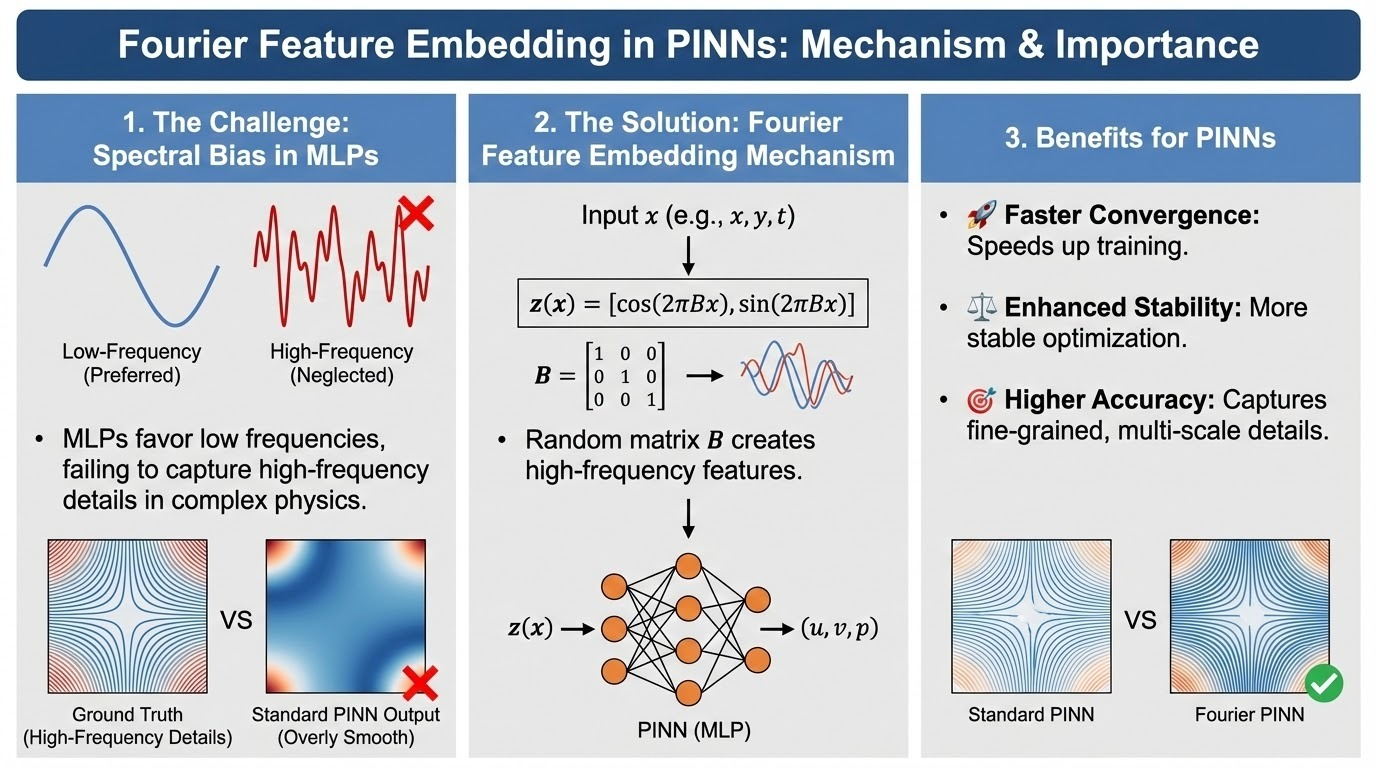 Fourier Feature Embedding in PINNs: Mechanism & Importance
1. The Challenge:
Spectral Bias in MLPs
Low-Frequency
(Preferred)
High-Frequency
(Neglected)
• MLPs favor low frequencies,
failing to capture high-frequency
details in complex physics.
VS
Ground Truth
(High-Frequency Details)
Standard PINN Output
(Overly Smooth)
2. The Solution: Fourier
Feature Embedding Mechanism
Input x (e.g., x, y, t)
z(x) = [cos(2πBx), sin(2πBx)]
B = [1 0 0
0 1 0
0 0 1]
• Random matrix B creates
high-frequency features.
z(x)
(u, v, p)
PINN (MLP)
3. Benefits for PINNs
• 🚀 Faster Convergence:
Speeds up training.
• ⚖️ Enhanced Stability: More
stable optimization.
• 🎯 Higher Accuracy: Captures
fine-grained, multi-scale details.
VS
Standard PINN
Fourier PINN